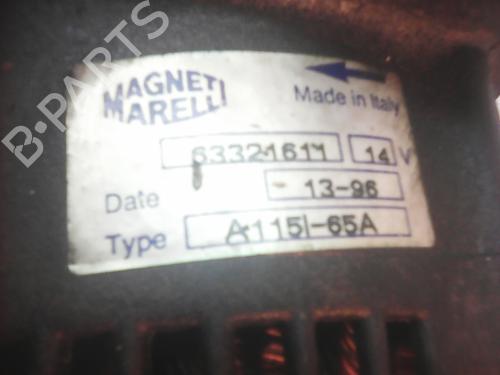 B-PARTS
MAGNETI
MARELLI
Made in Italy
63321611 14 V
Date - 13-96
Type A115I-65A